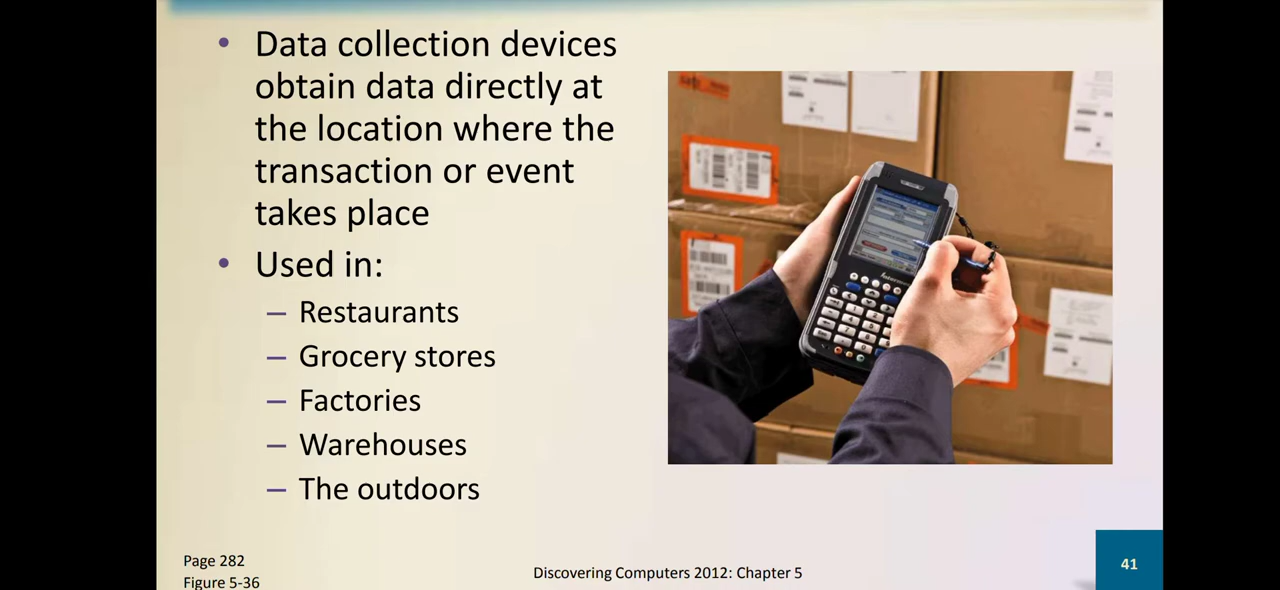 • Data collection devices
obtain data directly at
the location where the
transaction or event
takes place
• Used in:
– Restaurants
– Grocery stores
– Factories
– Warehouses
– The outdoors
Page 282
Figure 5-36
Discovering Computers 2012: Chapter 5
41